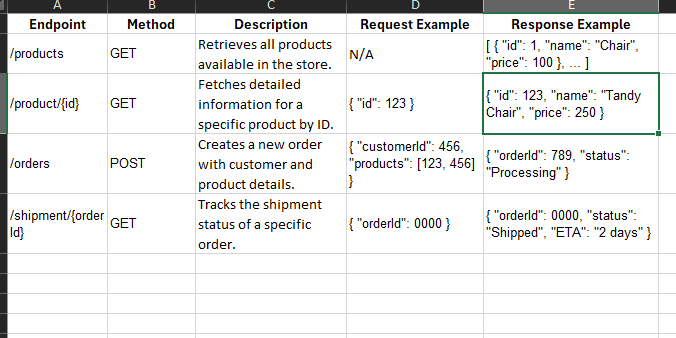 A B C D E
Endpoint Method Description Request Example Response Example
/products GET Retrieves all products available in the store. N/A [ { "id": 1, "name": "Chair", "price": 100 }, ... ]
/product/{id} GET Fetches detailed information for a specific product by ID. { "id": 123 } { "id": 123, "name": "Tandy Chair", "price": 250 }
/orders POST Creates a new order with customer and product details. { "customerId": 456, "products": [123, 456] } { "orderId": 789, "status": "Processing" }
/shipment/{orderId} GET Tracks the shipment status of a specific order. { "orderId": 0000 } { "orderId": 0000, "status": "Shipped", "ETA": "2 days" }